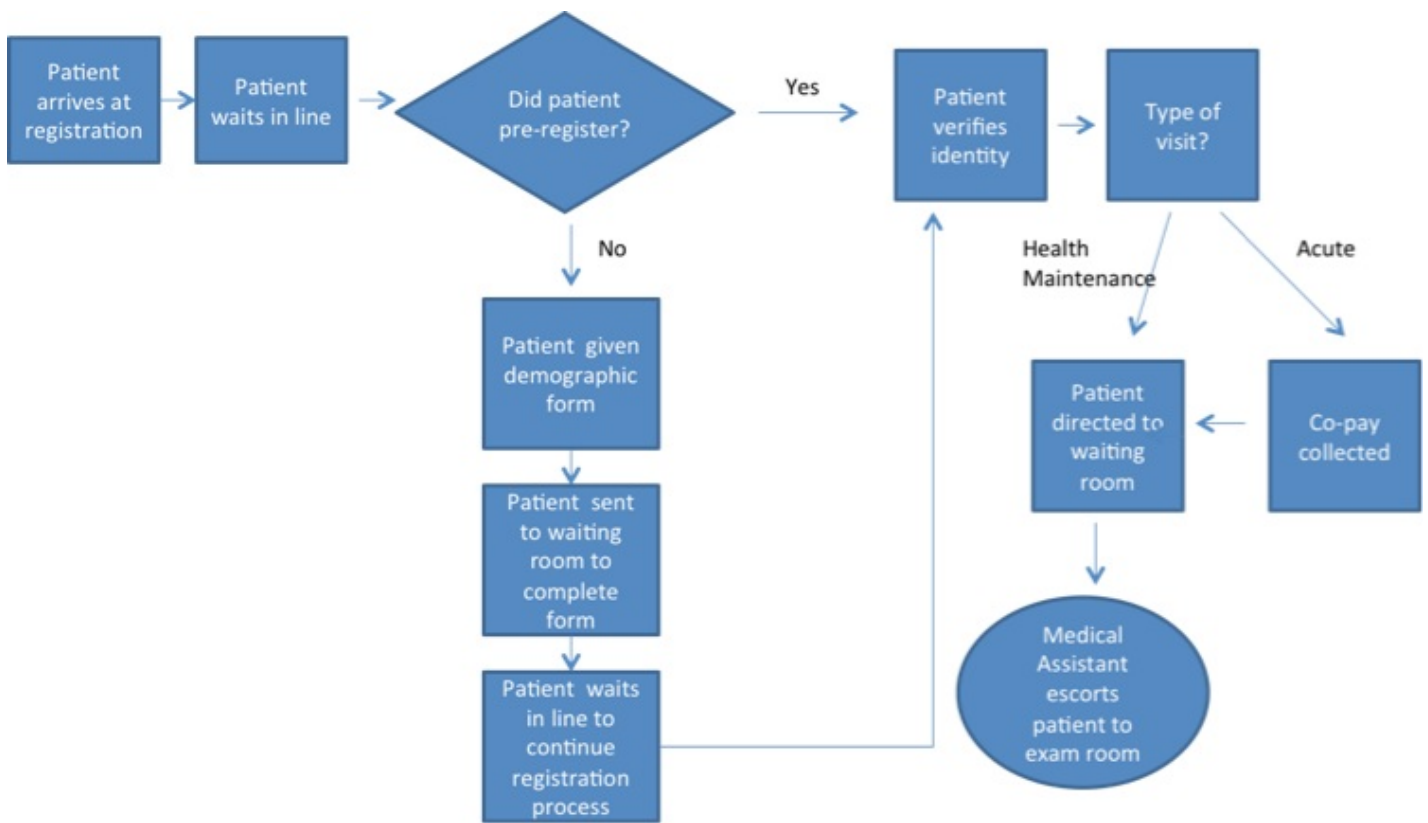 Patient
arrives at
registration
Patient
waits in line
Did patient
pre-register?
Yes
Patient
verifies
identity
Type of
visit?
No
Health
Maintenance
Acute
Patient given
demographic
form
Patient sent
to waiting
room to
complete
form
Patient waits
in line to
continue
registration
process
Patient
directed to
waiting
room
Co-pay
collected
Medical
Assistant
escorts
patient to
exam room